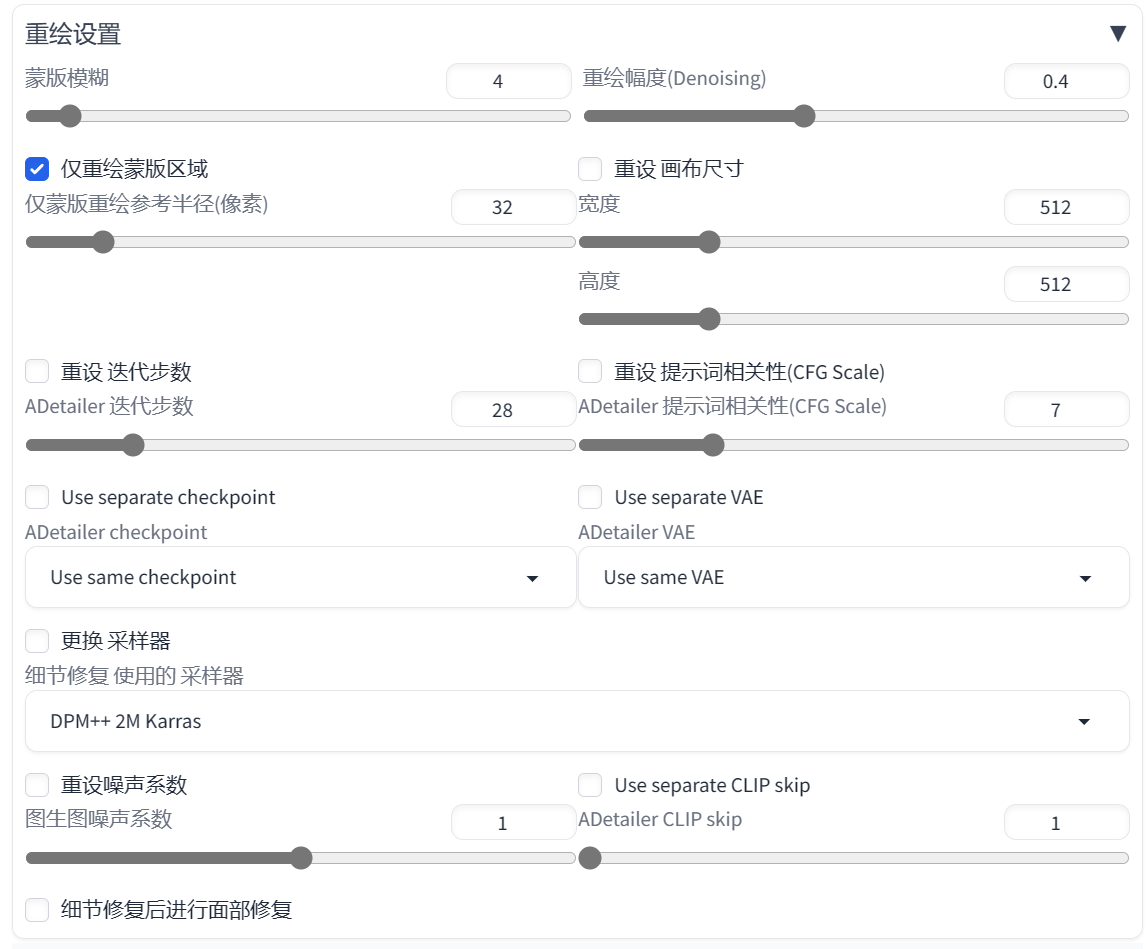 重绘设置 ▼
蒙版模糊 4 重绘幅度(Denoising) 0.4
仅重绘蒙版区域 重设 画布尺寸
仅蒙版重绘参考半径(像素) 32 宽度 512
高度 512
重设 迭代步数 重设 提示词相关性(CFG Scale)
ADetailer 迭代步数 28 ADetailer 提示词相关性(CFG Scale) 7
Use separate checkpoint Use separate VAE
ADetailer checkpoint ADetailer VAE
Use same checkpoint Use same VAE
更换 采样器
细节修复 使用的 采样器
DPM++ 2M Karras
重设噪声系数 Use separate CLIP skip
图生图噪声系数 1 ADetailer CLIP skip 1
细节修复后进行面部修复